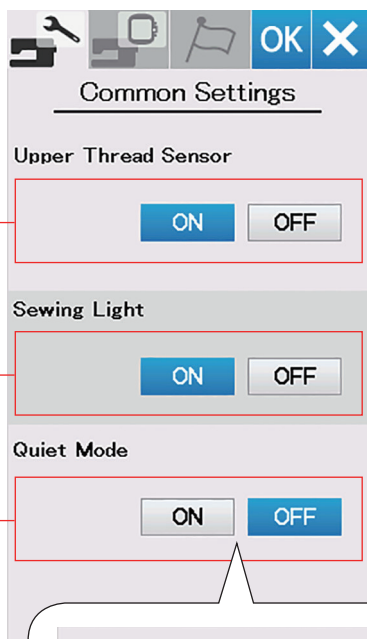 OK
Common Settings
Upper Thread Sensor
ON OFF
Sewing Light
ON OFF
Quiet Mode
ON OFF